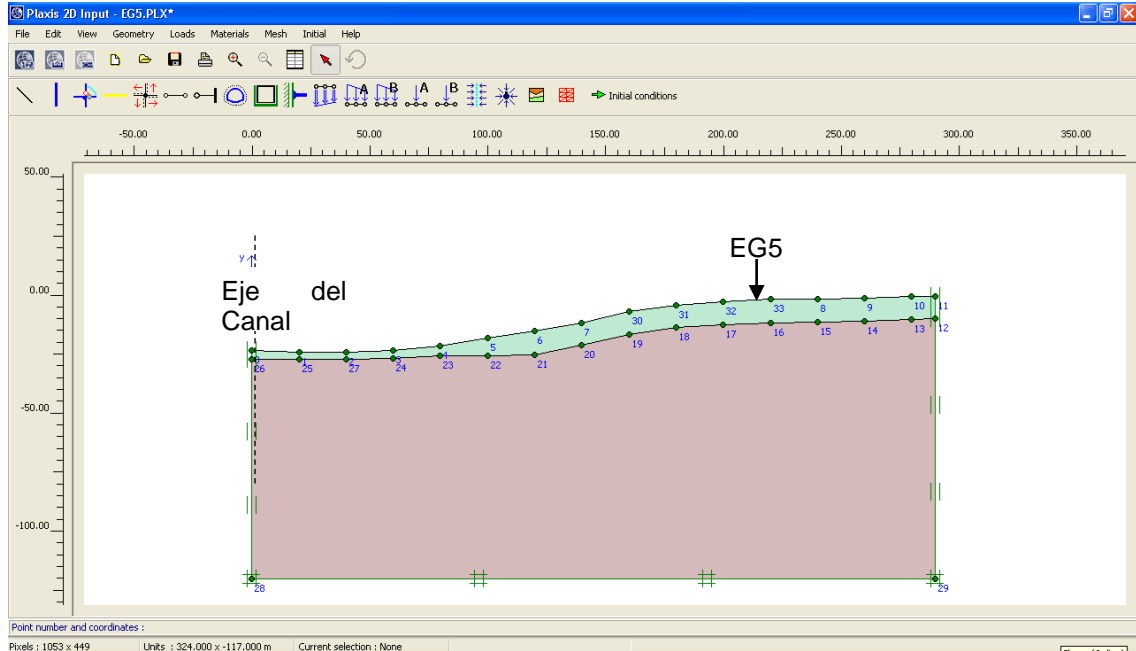 Plaxis 2D Input - EG5.PLX*
File Edit View Geometry Loads Materials Mesh Initial Help
A B A B Initial conditions
-50.00 0.00 50.00 100.00 150.00 200.00 250.00 300.00 350.00
50.00
0.00
-50.00
-100.00
y
EG5
Eje del
Canal
1 2 3 4 5 6 7 30 31 32 33 8 9 10 11
26 25 27 24 23 22 21 20 19 18 17 16 15 14 13 12
28 29
Point number and coordinates :
Pixels : 1053 x 449 Units : 324.000 x -117.000 m Current selection : None